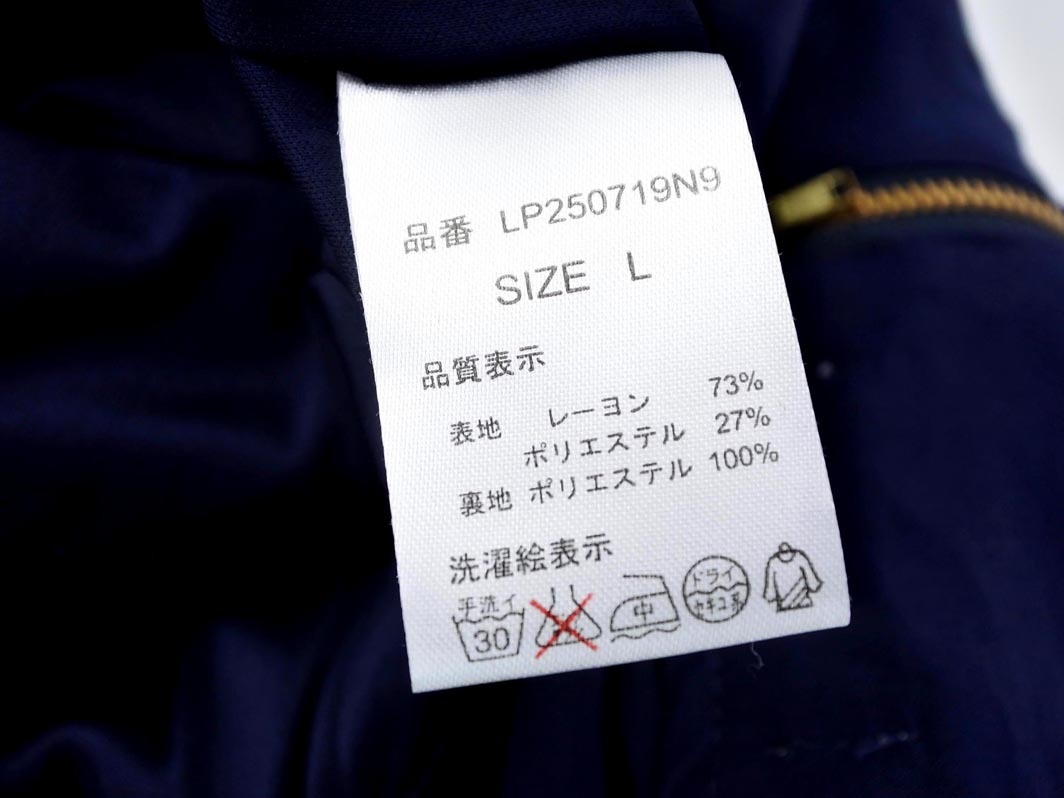 品番 LP250719N9
SIZE L
品質表示
表地 レーヨン 73%
ポリエステル 27%
裏地 ポリエステル 100%
洗濯絵表示
手洗イ
30
中
ドライ
セキユ系